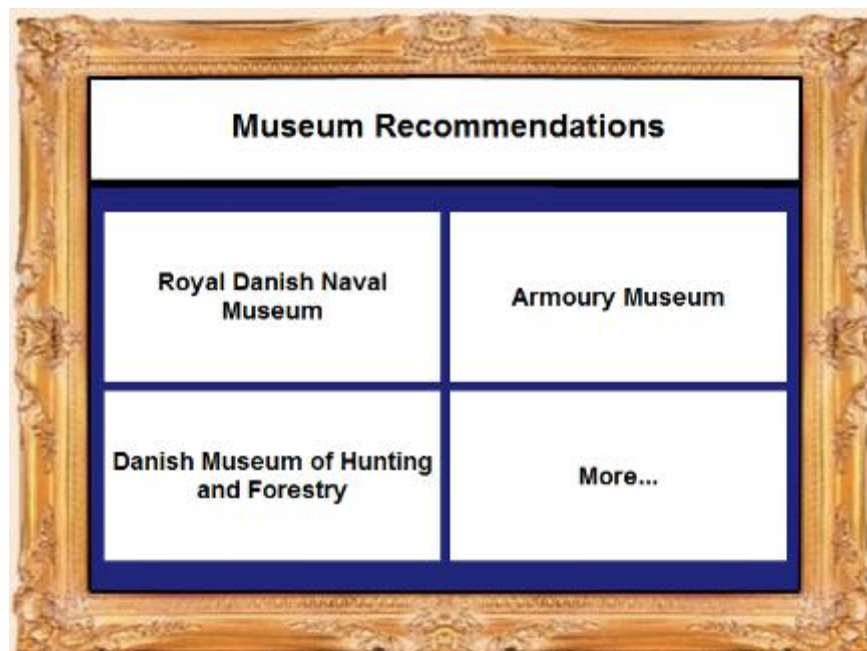 Museum Recommendations
Royal Danish Naval
Museum
Armoury Museum
Danish Museum of Hunting
and Forestry
More...